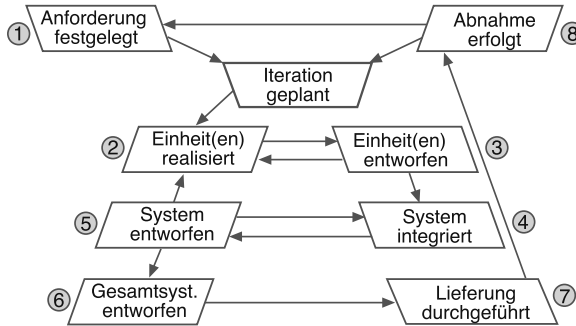 1
Anforderung
festgelegt
Abnahme
erfolgt
8
Iteration
geplant
2
Einheit(en)
realisiert
Einheit(en)
entworfen
3
5
System
entworfen
System
integriert
4
6
Gesamtsyst.
entworfen
Lieferung
durchgeführt
7